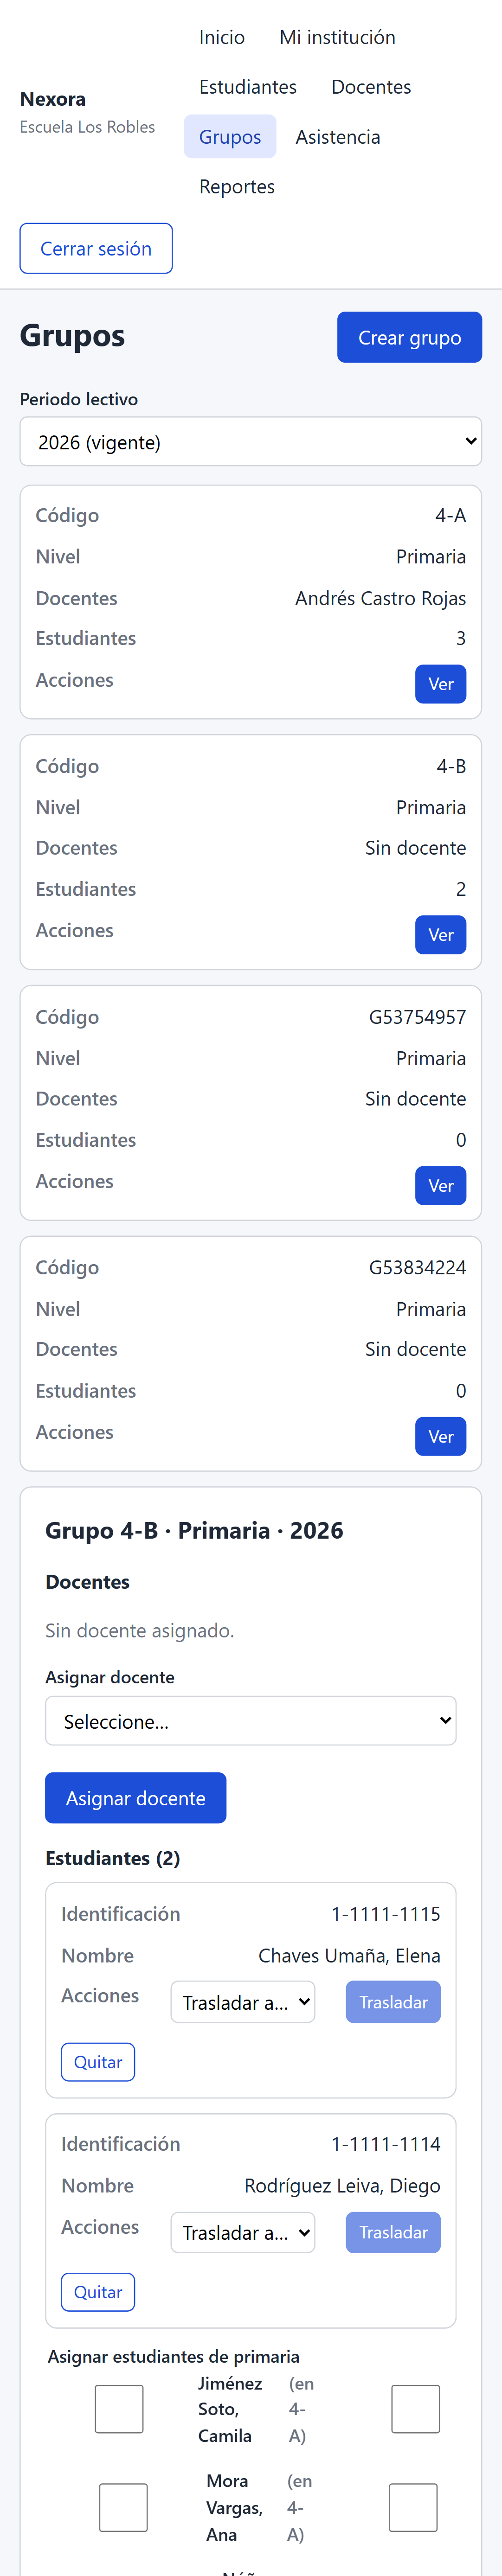 Nexora
Escuela Los Robles
Inicio
Mi institución
Estudiantes
Docentes
Grupos
Asistencia
Reportes
Cerrar sesión
Grupos
Crear grupo
Periodo lectivo
2026 (vigente)
Código 4-A
Nivel Primaria
Docentes Andrés Castro Rojas
Estudiantes 3
Acciones Ver
Código 4-B
Nivel Primaria
Docentes Sin docente
Estudiantes 2
Acciones Ver
Código G53754957
Nivel Primaria
Docentes Sin docente
Estudiantes 0
Acciones Ver
Código G53834224
Nivel Primaria
Docentes Sin docente
Estudiantes 0
Acciones Ver
Grupo 4-B · Primaria · 2026
Docentes
Sin docente asignado.
Asignar docente
Seleccione...
Asignar docente
Estudiantes (2)
Identificación 1-1111-1115
Nombre Chaves Umaña, Elena
Acciones Trasladar a... Trasladar
Quitar
Identificación 1-1111-1114
Nombre Rodríguez Leiva, Diego
Acciones Trasladar a... Trasladar
Quitar
Asignar estudiantes de primaria
Jiménez (en
Soto, 4-
Camila A)
Mora (en
Vargas, 4-
Ana A)